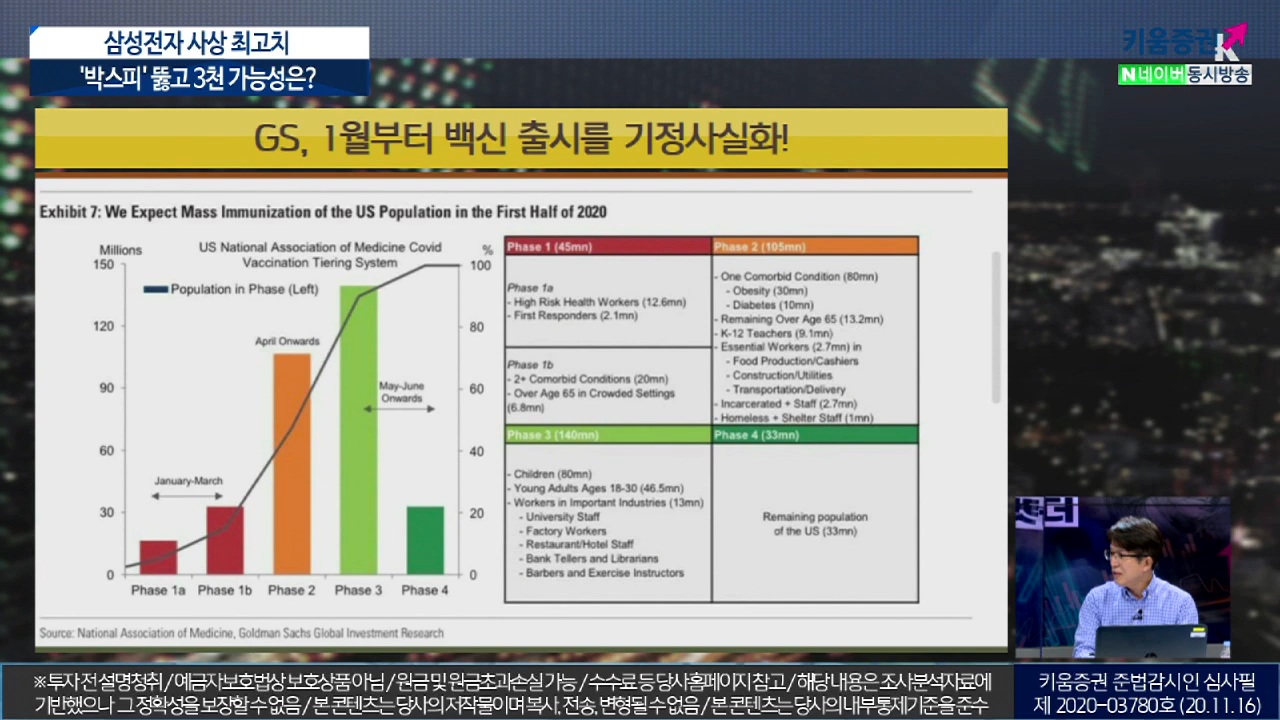 삼성전자 사상 최고치
'박스피' 뚫고 3천 가능성은?
키움증권
N 네이버 동시방송
GS, 1월부터 백신 출시를 기정사실화!
Exhibit 7: We Expect Mass Immunization of the US Population in the First Half of 2020
Millions
US National Association of Medicine Covid
Vaccination Tiering System
%
150
120
90
60
30
0
100
80
60
40
20
0
Population in Phase (Left)
April Onwards
May-June
Onwards
January-March
Phase 1a
Phase 1b
Phase 2
Phase 3
Phase 4
Phase 1 (45mn)
Phase 1a
- High Risk Health Workers (12.6mn)
- First Responders (2.1mn)
Phase 1b
- 2+ Comorbid Conditions (20mn)
- Over Age 65 in Crowded Settings
(6.8mn)
Phase 2 (105mn)
- One Comorbid Condition (80mn)
- Obesity (30mn)
- Diabetes (10mn)
- Remaining Over Age 65 (13.2mn)
- K-12 Teachers (9.1mn)
- Essential Workers (2.7mn) in
- Food Production/Cashiers
- Construction/Utilities
- Transportation/Delivery
- Incarcerated + Staff (2.7mn)
- Homeless + Shelter Staff (1mn)
Phase 3 (140mn)
- Children (80mn)
- Young Adults Ages 18-30 (46.5mn)
- Workers in Important Industries (13mn)
- University Staff
- Factory Workers
- Restaurant/Hotel Staff
- Bank Tellers and Librarians
- Barbers and Exercise Instructors
Phase 4 (33mn)
Remaining population
of the US (33mn)
Source: National Association of Medicine, Goldman Sachs Global Investment Research
※ 투자 전 설명청취 / 예금자보호법상 보호상품 아님 / 원금 및 원금초과손실 가능 / 수수료 등 당사홈페이지 참고 / 해당 내용은 조사분석자료에
기반했으나 그 정확성을 보장할 수 없음 / 본 콘텐츠는 당사의 저작물이며 복사, 전송, 변형될 수 없음 / 본 콘텐츠는 당사의 내부통제기준을 준수
키움증권 준법감시인 심사필
제 2020-03780호 (20.11.16)